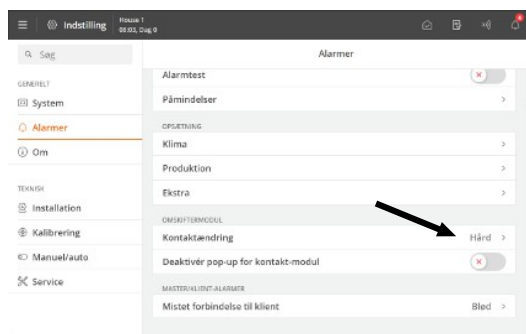 Indstilling
House 1
08:03, Dag 0
4
Søg
Alarmer
GENERELT
System
Alarmer
Om
TEKNISK
Installation
Kalibrering
Manuel/auto
Service
Alarmtest
Påmindelser
OPSÆTNING
Klima
Produktion
Ekstra
OMSKIFTERMODUL
Kontaktændring Hård
Deaktivér pop-up for kontakt-modul
MASTER/KLIENT-ALARMER
Mistet forbindelse til klient Blød